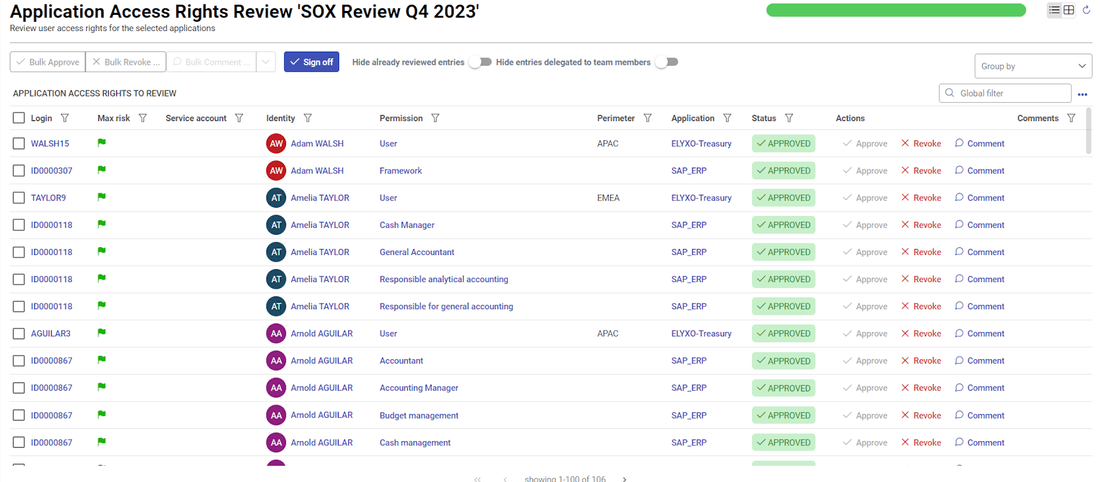 Application Access Rights Review 'SOX Review Q4 2023'
Review user access rights for the selected applications
Bulk Approve Bulk Revoke ... Bulk Comment ... Sign off Hide already reviewed entries Hide entries delegated to team members Group by
APPLICATION ACCESS RIGHTS TO REVIEW Global filter
Login Max risk Service account Identity Permission Perimeter Application Status Actions Comments
WALSH15 AW Adam WALSH User APAC ELYXO-Treasury APPROVED Approve Revoke Comment
ID0000307 AW Adam WALSH Framework SAP_ERP APPROVED Approve Revoke Comment
TAYLOR9 AT Amelia TAYLOR User EMEA ELYXO-Treasury APPROVED Approve Revoke Comment
ID0000118 AT Amelia TAYLOR Cash Manager SAP_ERP APPROVED Approve Revoke Comment
ID0000118 AT Amelia TAYLOR General Accountant SAP_ERP APPROVED Approve Revoke Comment
ID0000118 AT Amelia TAYLOR Responsible analytical accounting SAP_ERP APPROVED Approve Revoke Comment
ID0000118 AT Amelia TAYLOR Responsible for general accounting SAP_ERP APPROVED Approve Revoke Comment
AGUILAR3 AA Arnold AGUILAR User APAC ELYXO-Treasury APPROVED Approve Revoke Comment
ID0000867 AA Arnold AGUILAR Accountant SAP_ERP APPROVED Approve Revoke Comment
ID0000867 AA Arnold AGUILAR Accounting Manager SAP_ERP APPROVED Approve Revoke Comment
ID0000867 AA Arnold AGUILAR Budget management SAP_ERP APPROVED Approve Revoke Comment
ID0000867 AA Arnold AGUILAR Cash management SAP_ERP APPROVED Approve Revoke Comment
showing 1-100 of 106